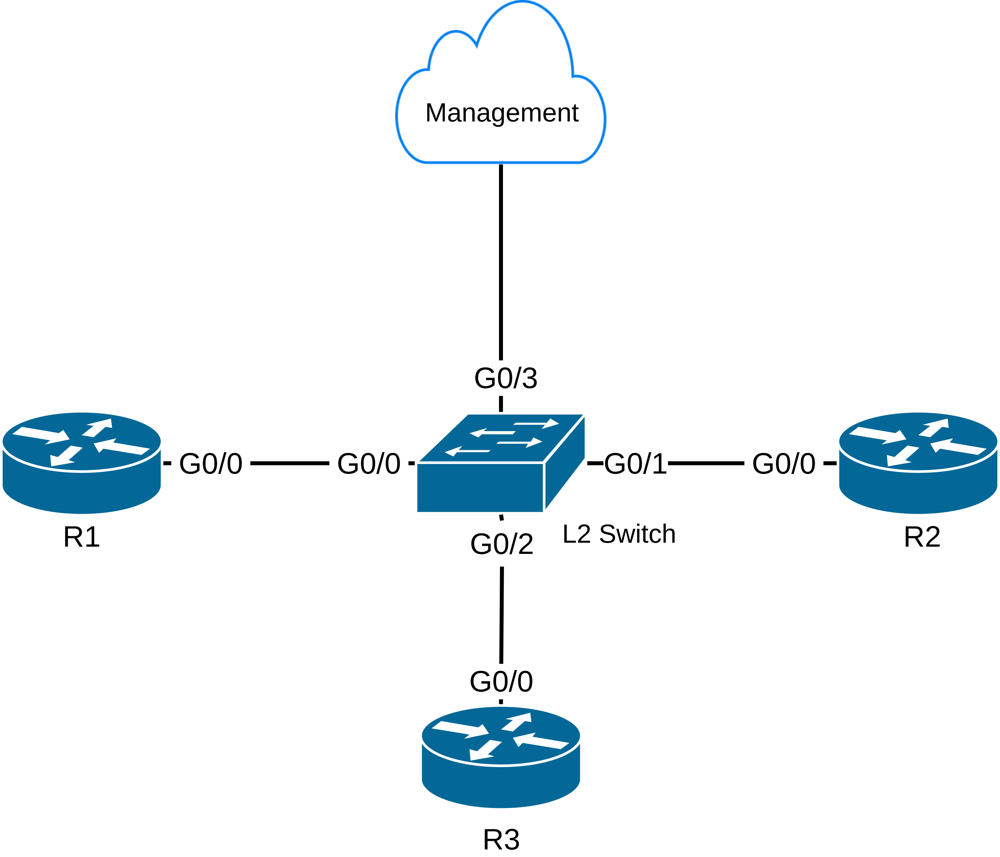 Management
G0/3
G0/0
G0/0
G0/1
G0/0
R1
G0/2
L2 Switch
R2
G0/0
R3